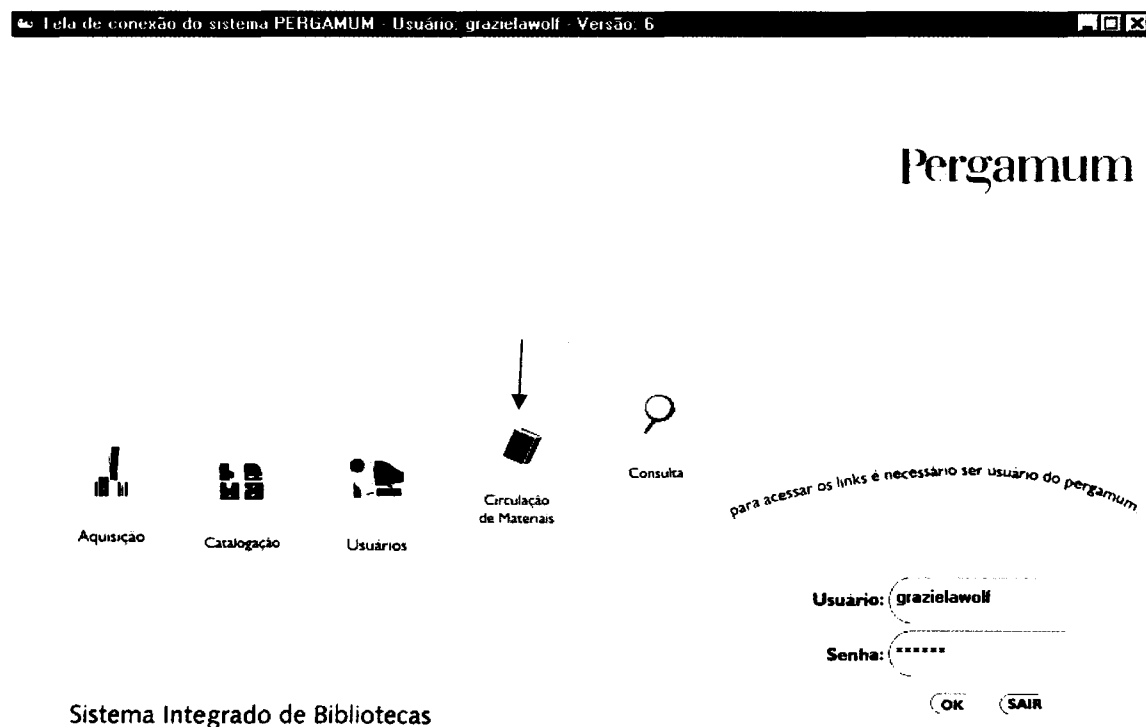 Tela de conexão do sistema PERGAMUM - Usuário: grazielawolf - Versão: 6
Pergamum
Aquisição
Catalogação
Usuários
Circulação
de Materiais
Consulta
para acessar os links é necessário ser usuário do pergamum
Usuário: grazielawolf
Senha: ******
OK SAIR
Sistema Integrado de Bibliotecas